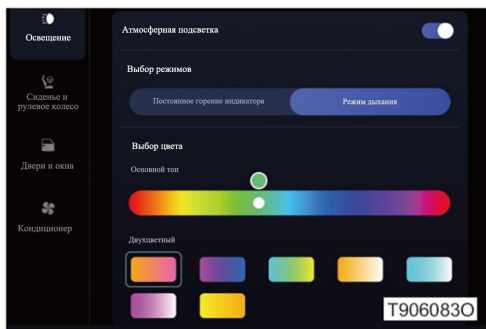 Освещение
Атмосферная подсветка
Выбор режимов
Сиденье и
рулевое колесо
Постоянное горение индикатора
Режим дыхания
Выбор цвета
Двери и окна
Основной тон
Кондиционер
Двухцветный
T906083O